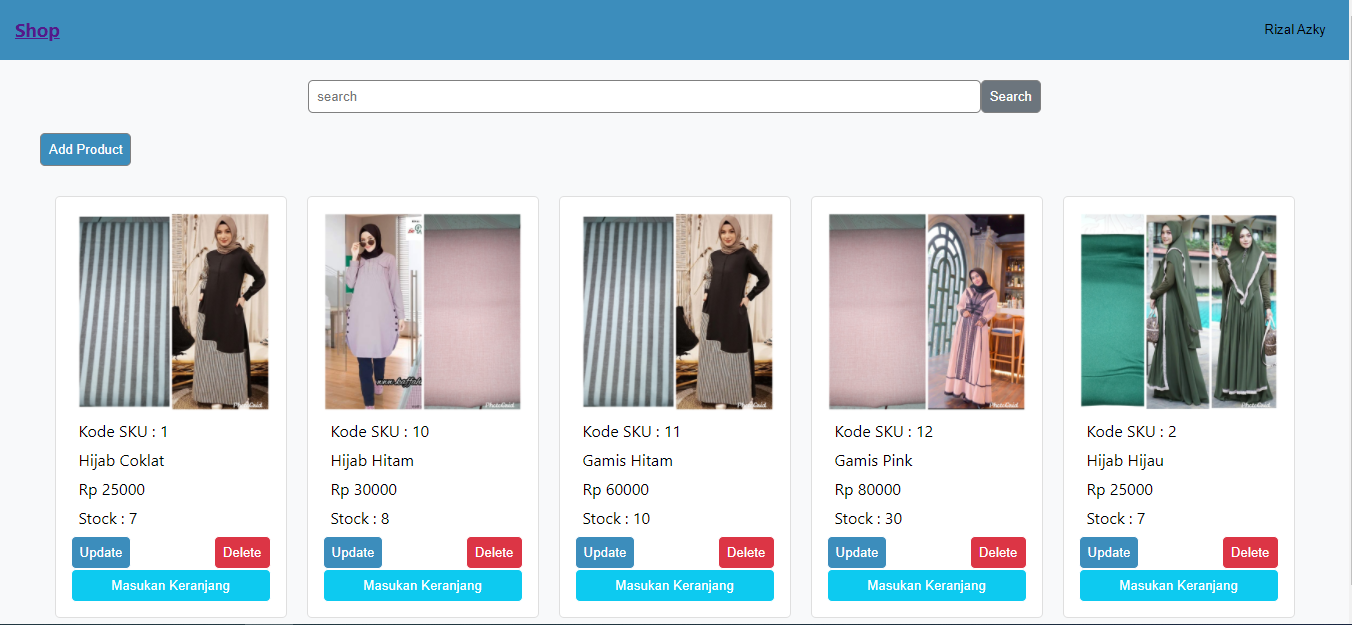 Shop
Rizal Azky
search
Search
Add Product
Kode SKU : 1
Hijab Coklat
Rp 25000
Stock : 7
Update
Delete
Masukan Keranjang
Kode SKU : 10
Hijab Hitam
Rp 30000
Stock : 8
Update
Delete
Masukan Keranjang
Kode SKU : 11
Gamis Hitam
Rp 60000
Stock : 10
Update
Delete
Masukan Keranjang
Kode SKU : 12
Gamis Pink
Rp 80000
Stock : 30
Update
Delete
Masukan Keranjang
Kode SKU : 2
Hijab Hijau
Rp 25000
Stock : 7
Update
Delete
Masukan Keranjang